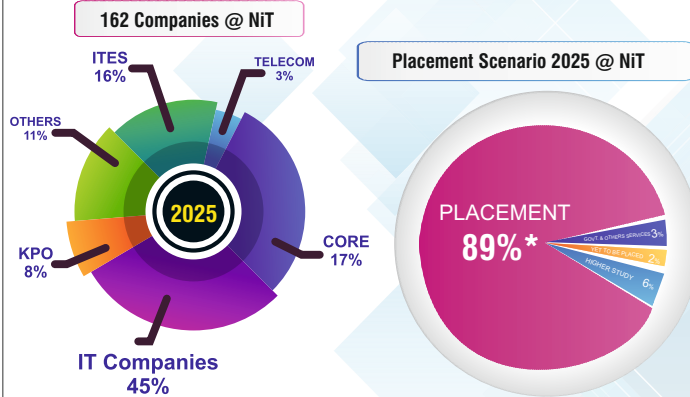 162 Companies @ NiT
ITES
16%
TELECOM
3%
OTHERS
11%
2025
KPO
8%
CORE
17%
IT Companies
45%
Placement Scenario 2025 @ NiT
PLACEMENT
89%*
GOVT. & OTHERS SERVICES 3%
YET TO BE PLACED 2%
HIGHER STUDY 6%